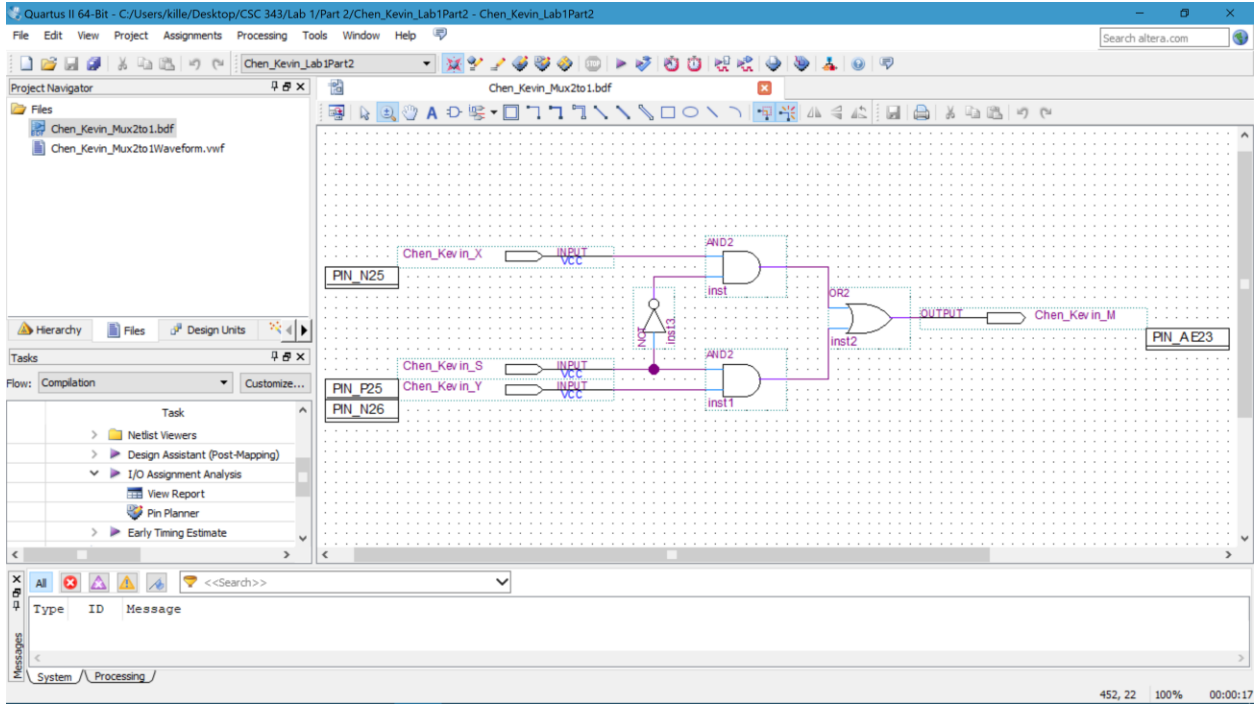 Quartus II 64-Bit - C:/Users/kille/Desktop/CSC 343/Lab 1/Part 2/Chen_Kevin_Lab1Part2 - Chen_Kevin_Lab1Part2
File Edit View Project Assignments Processing Tools Window Help
Search altera.com
Chen_Kevin_Lab1Part2
Project Navigator
Chen_Kevin_Mux2to1.bdf
Files
Chen_Kevin_Mux2to1.bdf
Chen_Kevin_Mux2to1Waveform.vwf
Hierarchy Files Design Units
Tasks
Flow: Compilation Customize...
Task
Netlist Viewers
Design Assistant (Post-Mapping)
I/O Assignment Analysis
View Report
Pin Planner
Early Timing Estimate
Chen_Kevin_X
INPUT
VCC
PIN_N25
AND2
inst
NOT
inst3
OR2
inst2
OUTPUT
Chen_Kevin_M
PIN_AE23
Chen_Kevin_S
INPUT
VCC
PIN_P25
Chen_Kevin_Y
INPUT
VCC
PIN_N26
AND2
inst1
All
<<Search>>
Type ID Message
Messages
System Processing
452, 22 100% 00:00:17